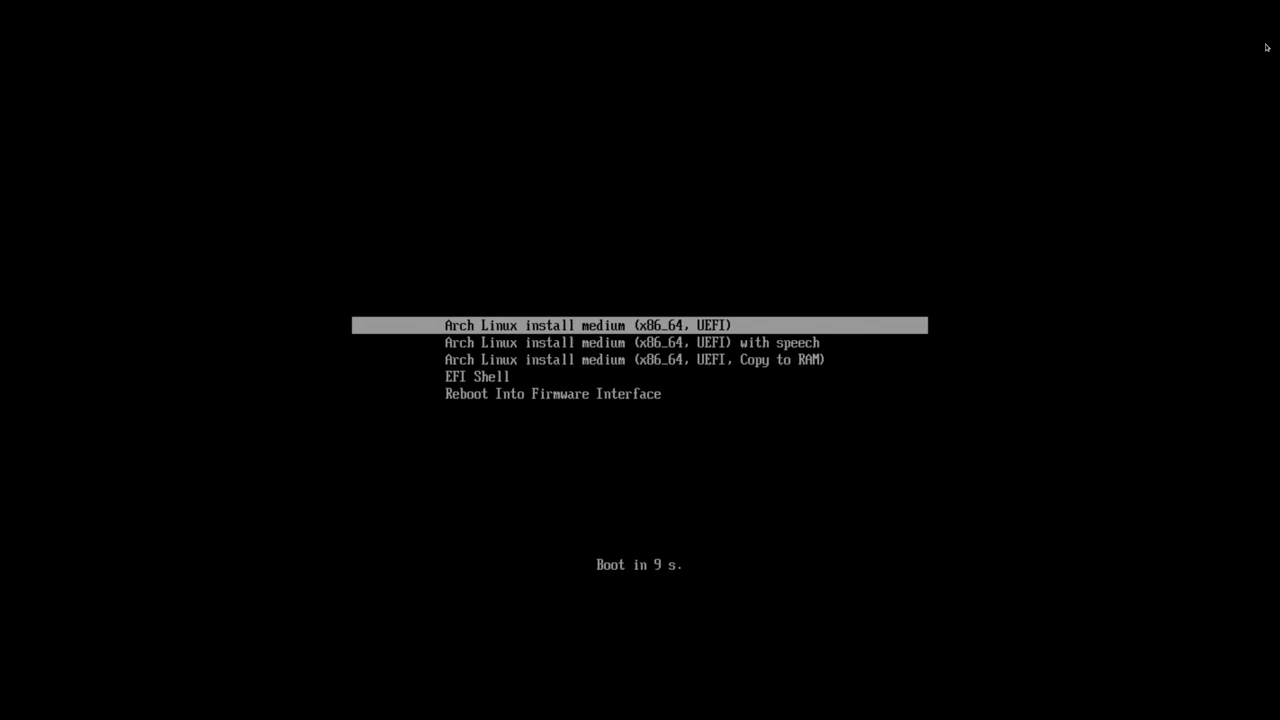 Arch Linux install medium (x86_64, UEFI)
Arch Linux install medium (x86_64, UEFI) with speech
Arch Linux install medium (x86_64, UEFI, Copy to RAM)
EFI Shell
Reboot Into Firmware Interface
Boot in 9 s.